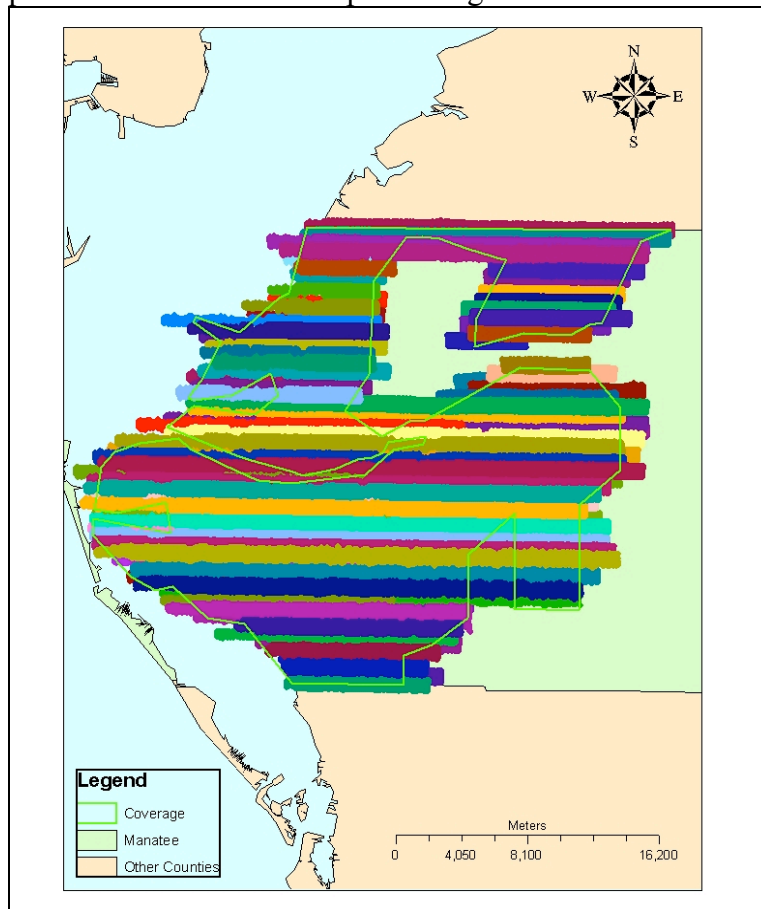 N
W E
S
Legend
Coverage
Manatee
Other Counties
Meters
0 4,050 8,100 16,200